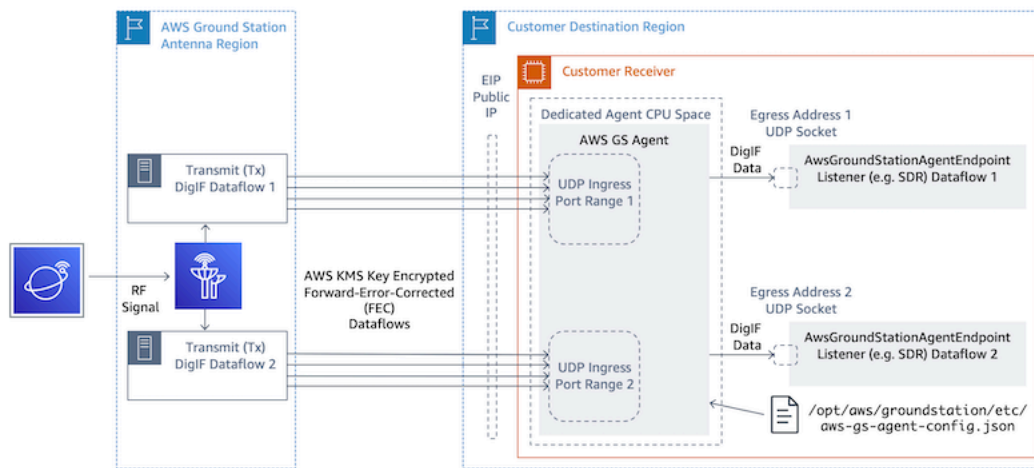 AWS Ground Station
Antenna Region
Customer Destination Region
EIP
Public
IP
Customer Receiver
Dedicated Agent CPU Space
AWS GS Agent
Egress Address 1
UDP Socket
Transmit (Tx)
DigIF Dataflow 1
UDP Ingress
Port Range 1
DigIF
Data
AwsGroundStationAgentEndpoint
Listener (e.g. SDR) Dataflow 1
RF
Signal
AWS KMS Key Encrypted
Forward-Error-Corrected
(FEC)
Dataflows
Egress Address 2
UDP Socket
Transmit (Tx)
DigIF Dataflow 2
UDP Ingress
Port Range 2
DigIF
Data
AwsGroundStationAgentEndpoint
Listener (e.g. SDR) Dataflow 2
/opt/aws/groundstation/etc/
aws-gs-agent-config.json